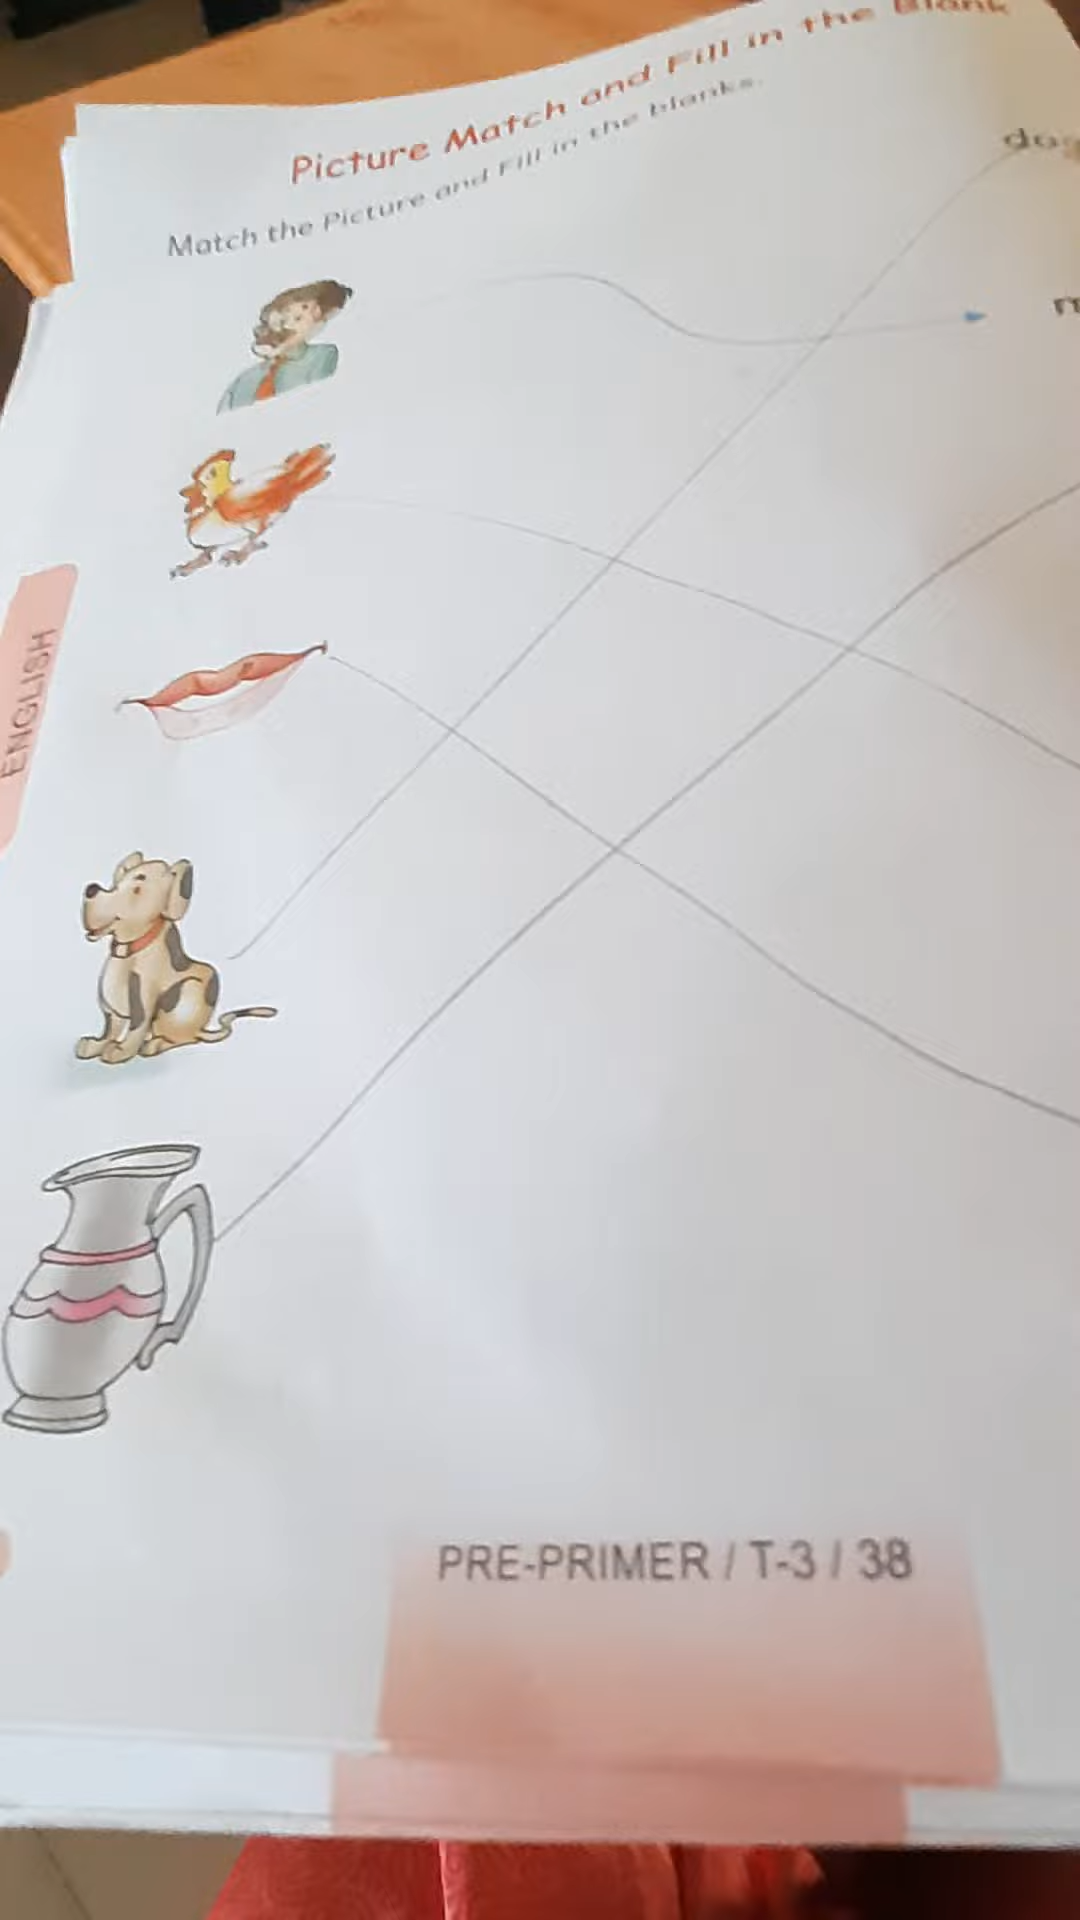 Picture Match and Fill in the Blank
Match the Picture and Fill in the blanks.
dog
ENGLISH
PRE-PRIMER / T-3 / 38